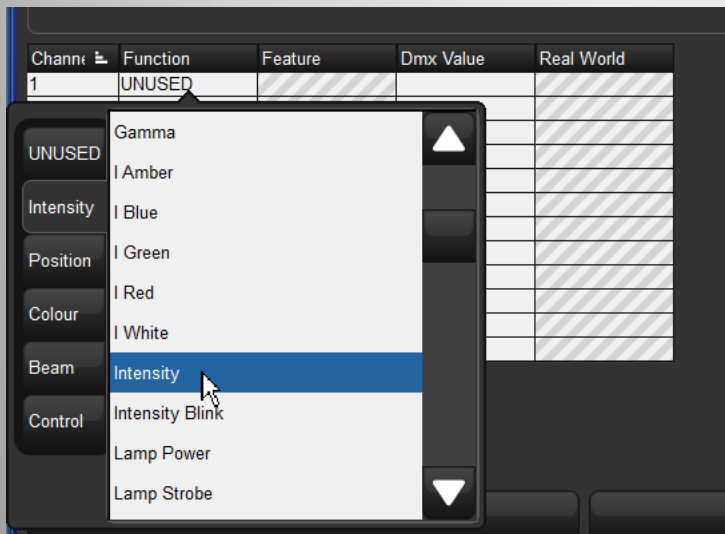 Channe Function Feature Dmx Value Real World
1 UNUSED
UNUSED
Intensity
Position
Colour
Beam
Control
Gamma
I Amber
I Blue
I Green
I Red
I White
Intensity
Intensity Blink
Lamp Power
Lamp Strobe